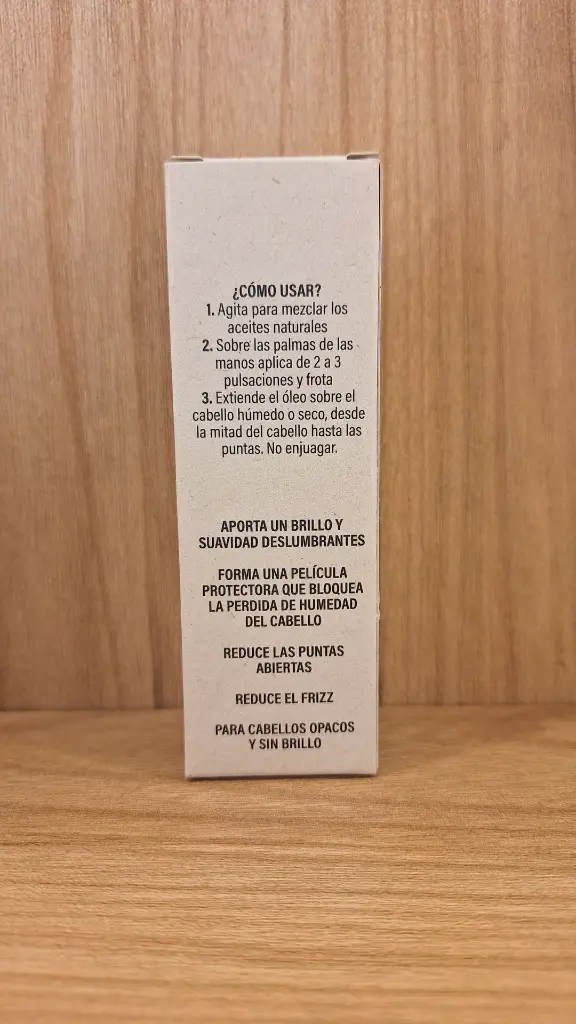 ¿CÓMO USAR?
1. Agita para mezclar los
aceites naturales
2. Sobre las palmas de las
manos aplica de 2 a 3
pulsaciones y frota
3. Extiende el óleo sobre el
cabello húmedo o seco, desde
la mitad del cabello hasta las
puntas. No enjuagar.
APORTA UN BRILLO Y
SUAVIDAD DESLUMBRANTES
FORMA UNA PELÍCULA
PROTECTORA QUE BLOQUEA
LA PERDIDA DE HUMEDAD
DEL CABELLO
REDUCE LAS PUNTAS
ABIERTAS
REDUCE EL FRIZZ
PARA CABELLOS OPACOS
Y SIN BRILLO